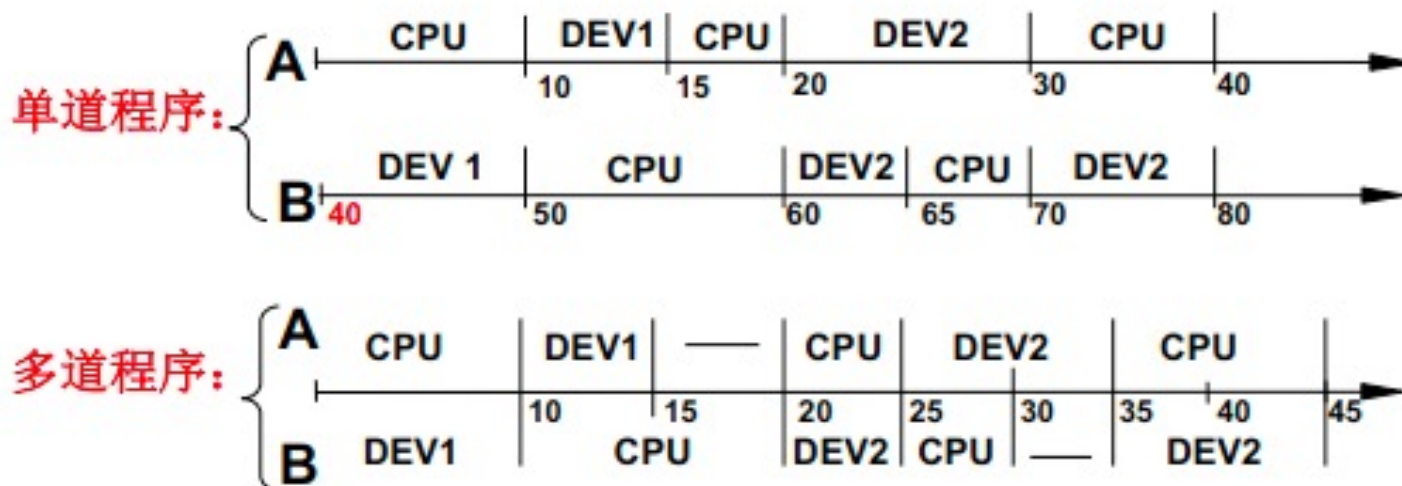 CPU DEV1 CPU DEV2 CPU
A
10 15 20 30 40
单道程序：
DEV 1 CPU DEV2 CPU DEV2
B
40 50 60 65 70 80
A
CPU DEV1 — CPU DEV2 CPU
多道程序：
10 15 20 25 30 35 40 45
B
DEV1 CPU DEV2 CPU — DEV2